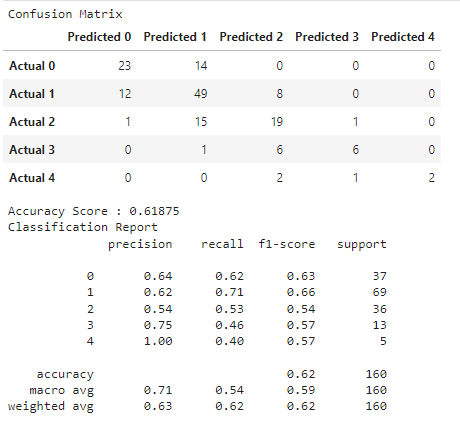 Confusion Matrix
Predicted 0 Predicted 1 Predicted 2 Predicted 3 Predicted 4
Actual 0 23 14 0 0 0
Actual 1 12 49 8 0 0
Actual 2 1 15 19 1 0
Actual 3 0 1 6 6 0
Actual 4 0 0 2 1 2
Accuracy Score : 0.61875
Classification Report
precision recall f1-score support
0 0.64 0.62 0.63 37
1 0.62 0.71 0.66 69
2 0.54 0.53 0.54 36
3 0.75 0.46 0.57 13
4 1.00 0.40 0.57 5
accuracy 0.62 160
macro avg 0.71 0.54 0.59 160
weighted avg 0.63 0.62 0.62 160